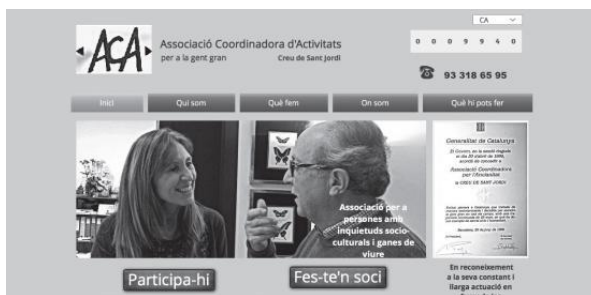 CA
ACA
Associació Coordinadora d'Activitats
per a la gent gran
Creu de Sant Jordi
0 0 0 9 9 4 0
93 318 65 95
Inici
Qui som
Què fem
On som
Què hi pots fer
Associació per a
persones amb
inquietuds socio-
culturals i ganes de
viure
Participa-hi
Fes-te'n soci
Generalitat de Catalunya
Associació Coordinadora
per l'Ancianitat
la CREU DE SANT JORDI
En reconeixement
a la seva constant i
llarga actuació en